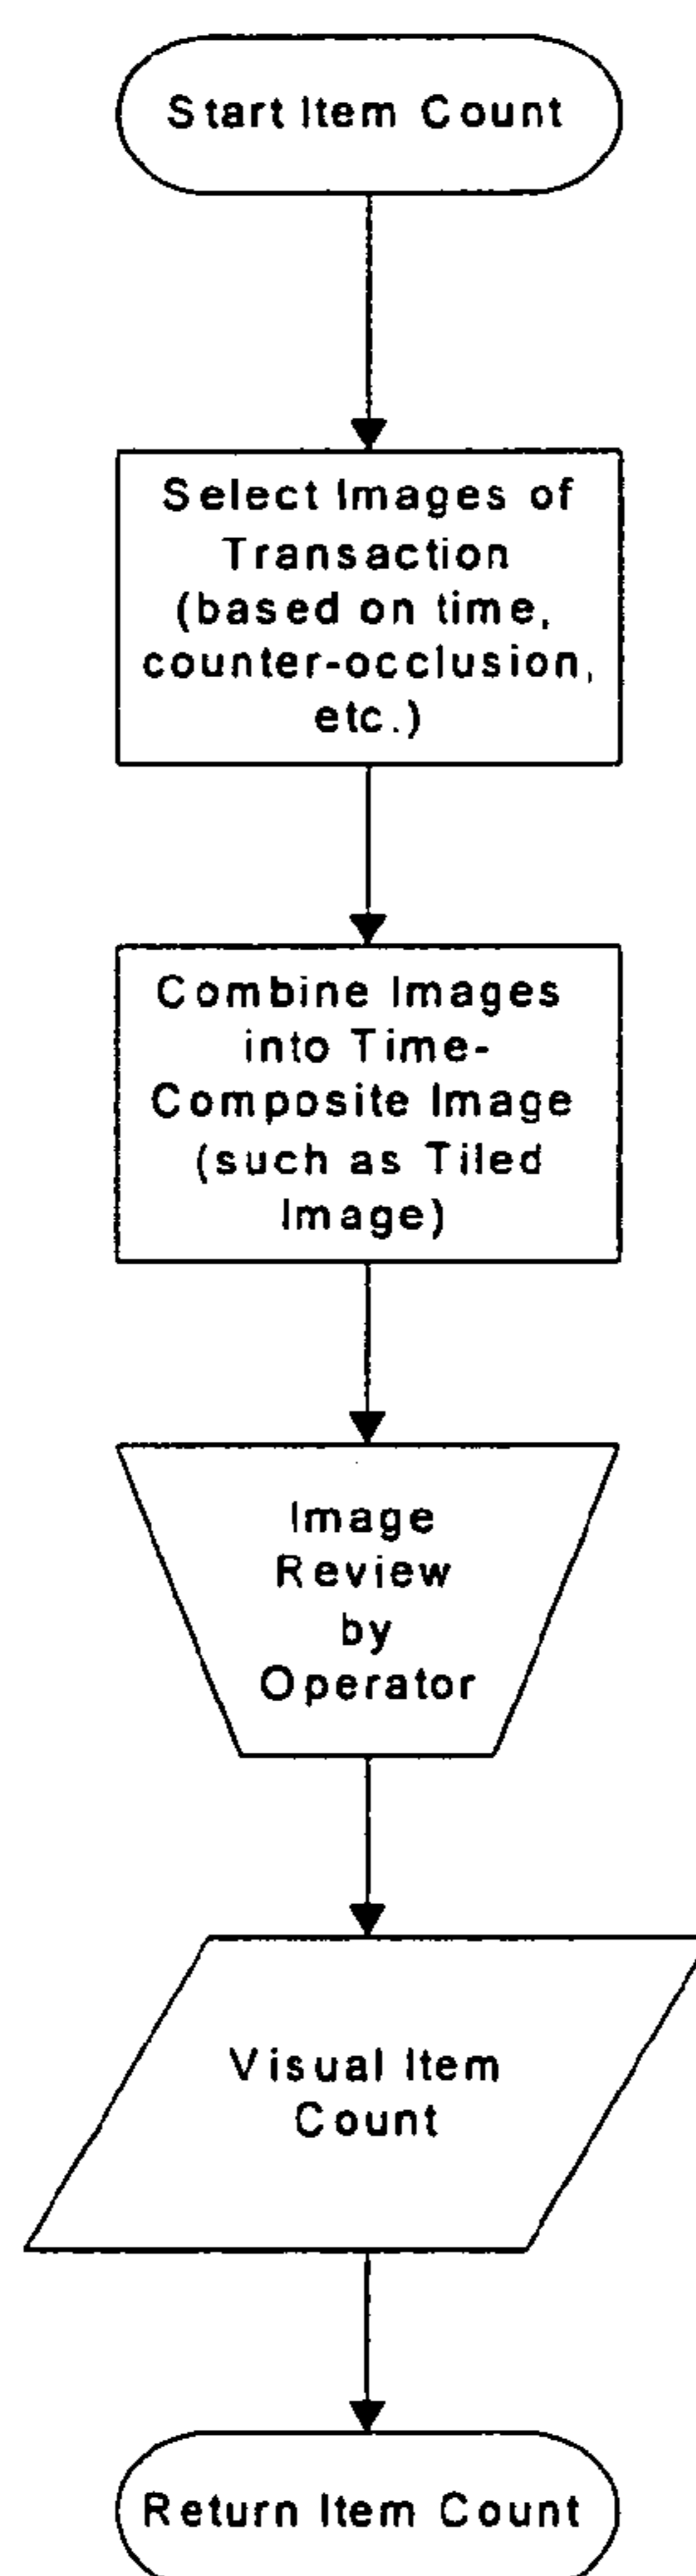 Start Item Count
Select Images of
Transaction
(based on time,
counter-occlusion,
etc.)
Combine Images
into Time-
Composite Image
(such as Tiled
Image)
Image
Review
by
Operator
Visual Item
Count
Return Item Count